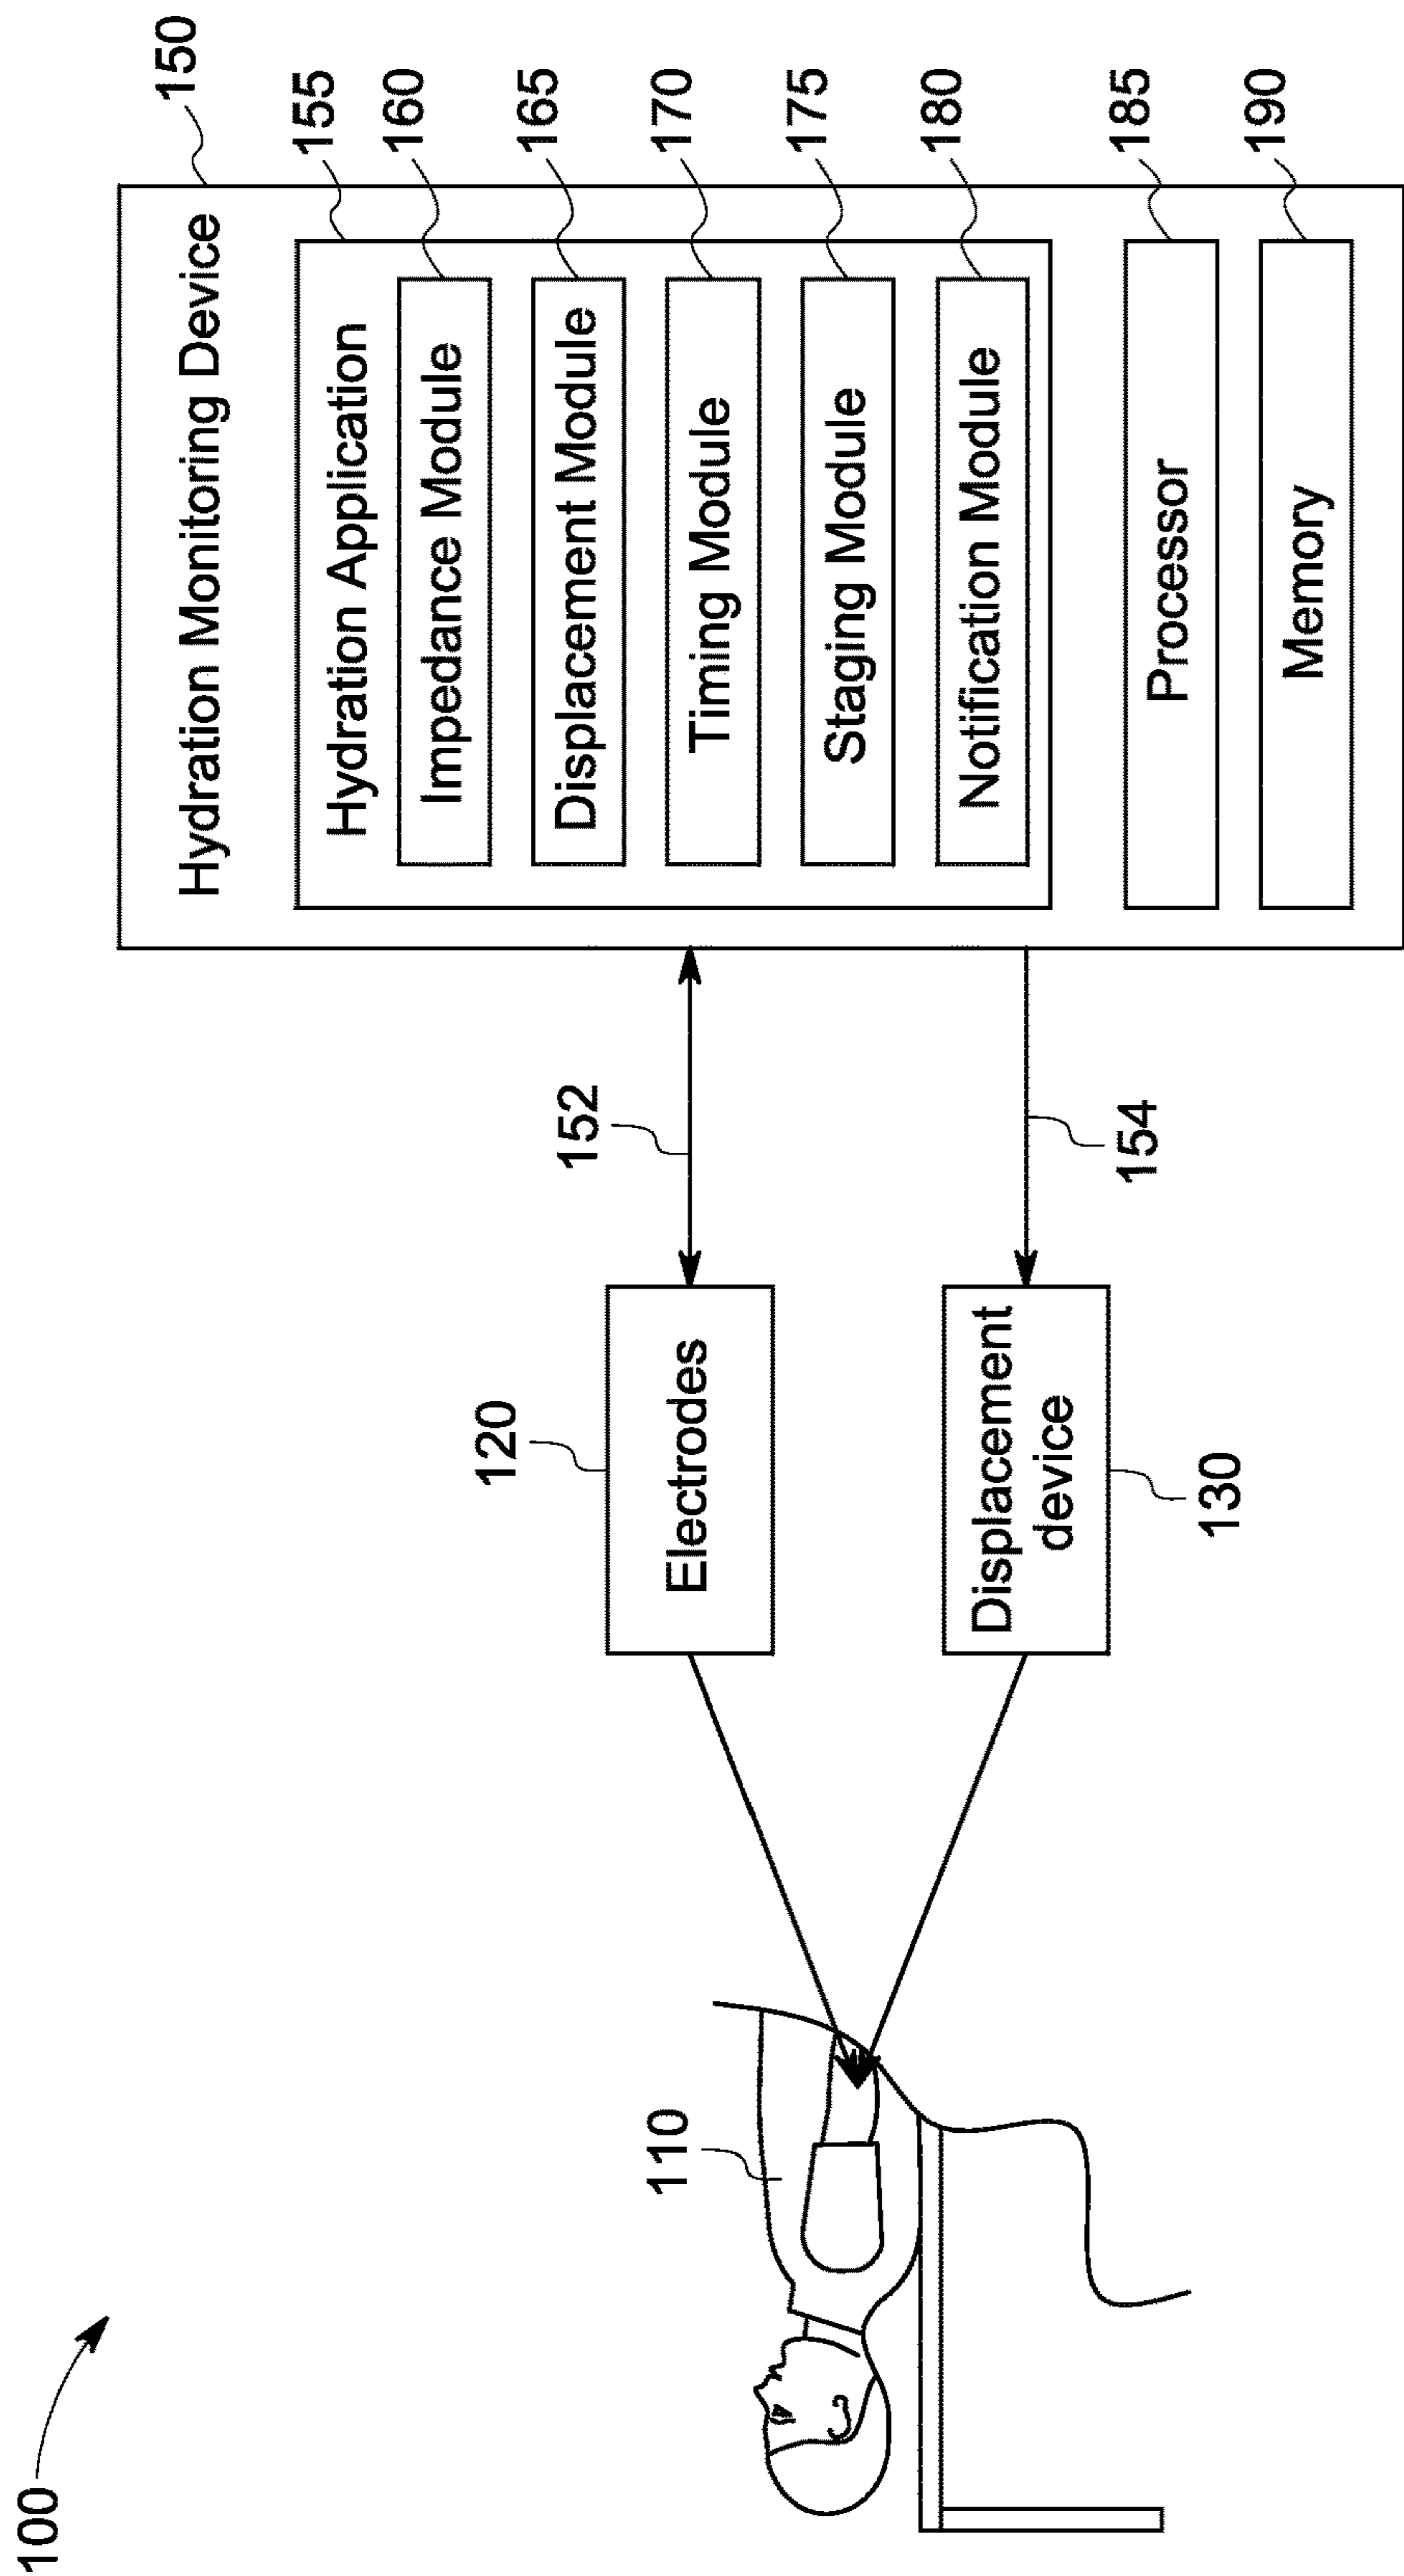 100
110
120
Electrodes
130
Displacement
device
152
154
150
Hydration Monitoring Device
155
Hydration Application
160
Impedance Module
165
Displacement Module
170
Timing Module
175
Staging Module
180
Notification Module
185
Processor
190
Memory